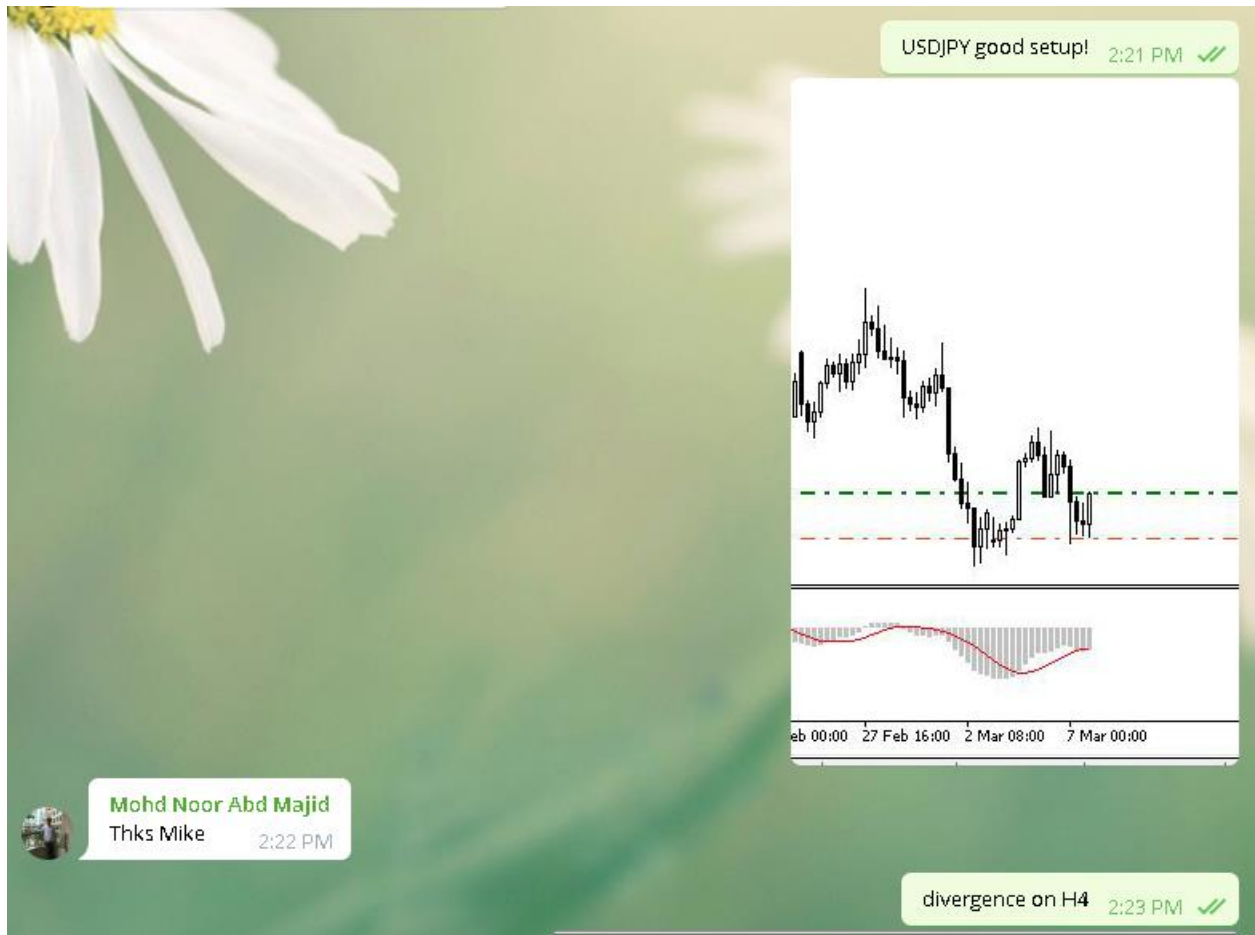 USDJPY good setup!
2:21 PM
eb 00:00 27 Feb 16:00 2 Mar 08:00 7 Mar 00:00
Mohd Noor Abd Majid
Thks Mike
2:22 PM
divergence on H4
2:23 PM